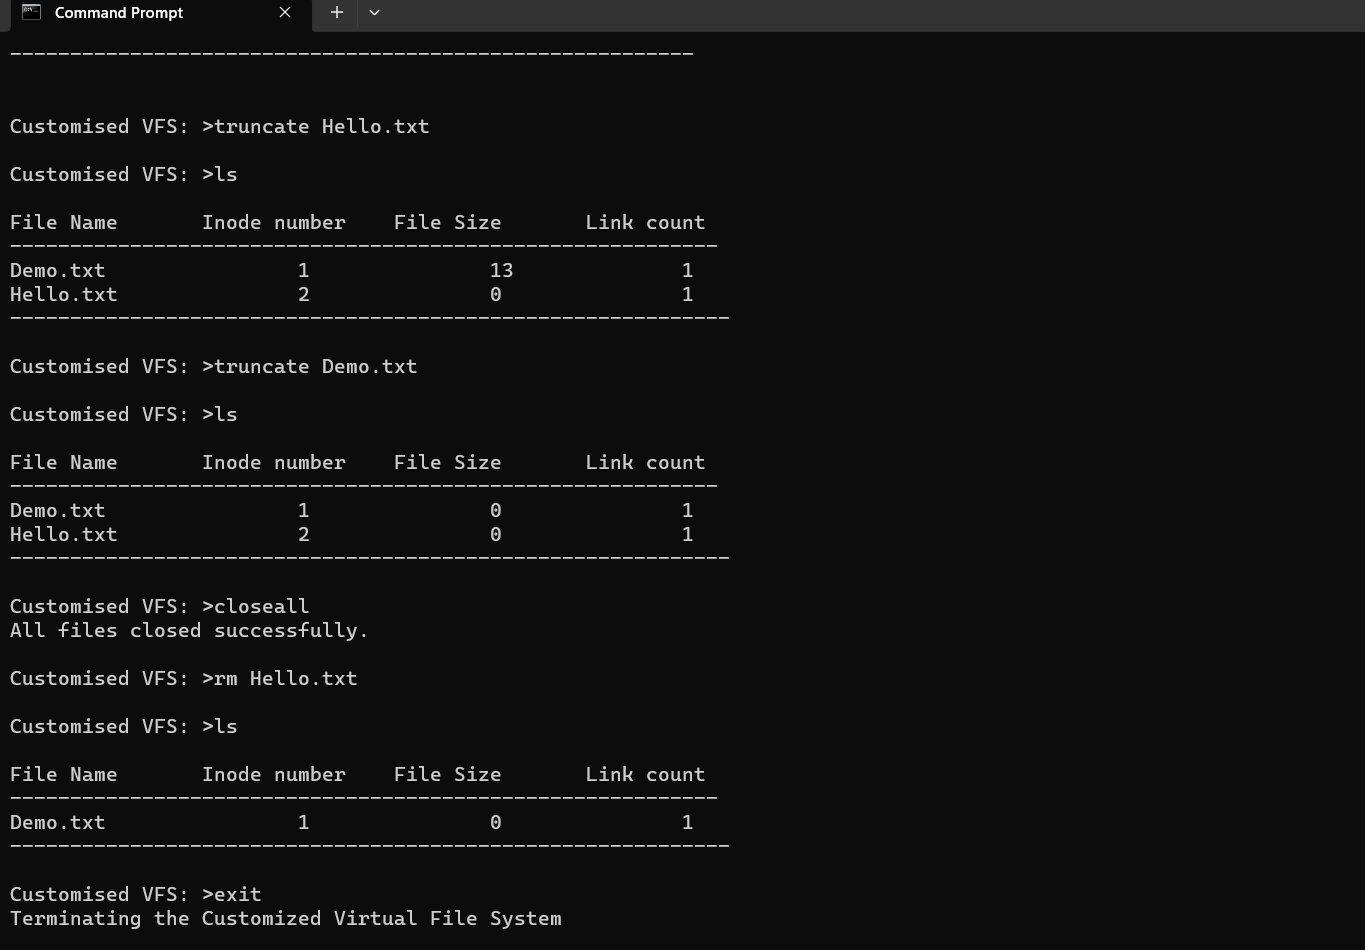 Command Prompt
---------------------------------------------------------
Customised VFS: >truncate Hello.txt
Customised VFS: >ls
File Name       Inode number    File Size       Link count
-----------------------------------------------------------
Demo.txt                1               13              1
Hello.txt               2               0               1
------------------------------------------------------------
Customised VFS: >truncate Demo.txt
Customised VFS: >ls
File Name       Inode number    File Size       Link count
-----------------------------------------------------------
Demo.txt                1               0               1
Hello.txt               2               0               1
------------------------------------------------------------
Customised VFS: >closeall
All files closed successfully.
Customised VFS: >rm Hello.txt
Customised VFS: >ls
File Name       Inode number    File Size       Link count
-----------------------------------------------------------
Demo.txt                1               0               1
------------------------------------------------------------
Customised VFS: >exit
Terminating the Customized Virtual File System